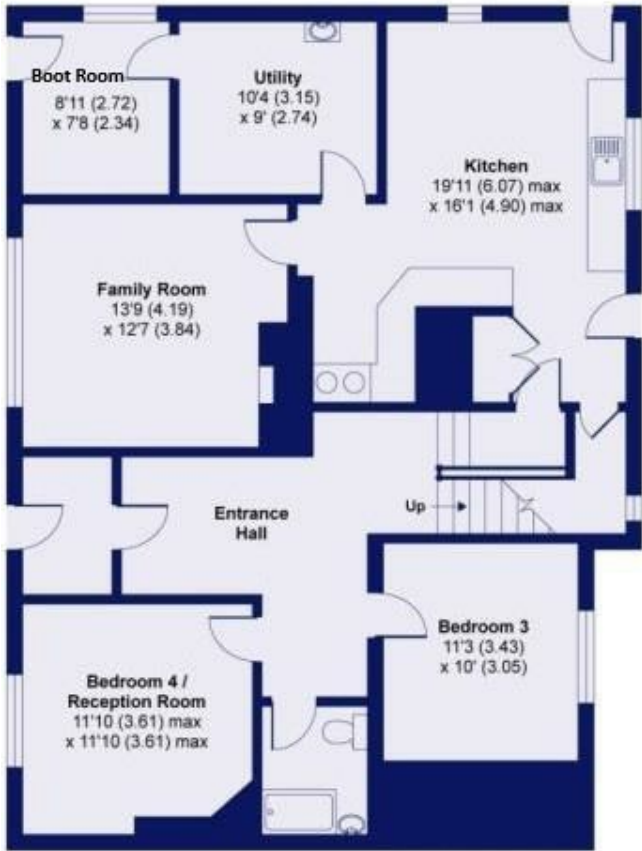 Boot Room
8'11 (2.72)
x 7'8 (2.34)
Utility
10'4 (3.15)
x 9' (2.74)
Kitchen
19'11 (6.07) max
x 16'1 (4.90) max
Family Room
13'9 (4.19)
x 12'7 (3.84)
Entrance
Hall
Up
Bedroom 3
11'3 (3.43)
x 10' (3.05)
Bedroom 4 /
Reception Room
11'10 (3.61) max
x 11'10 (3.61) max